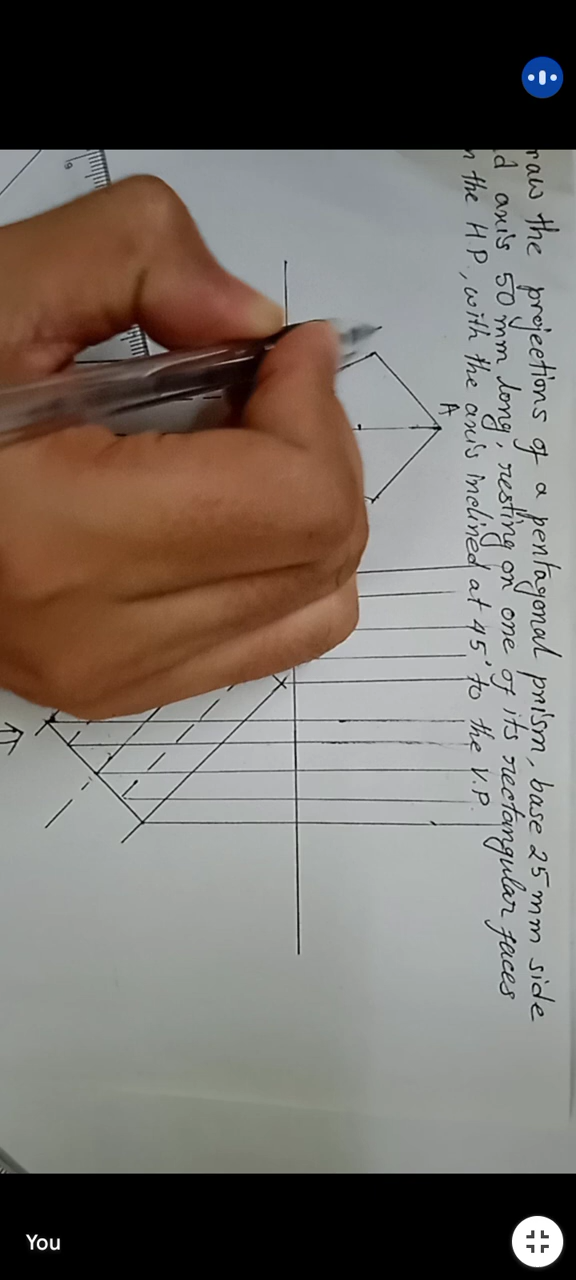 raw the projections of a pentagonal prism, base 25 mm side
d axis 50 mm long, resting on one of its rectangular faces
n the HP, with the axis inclined at 45° to the V.P.
A
You